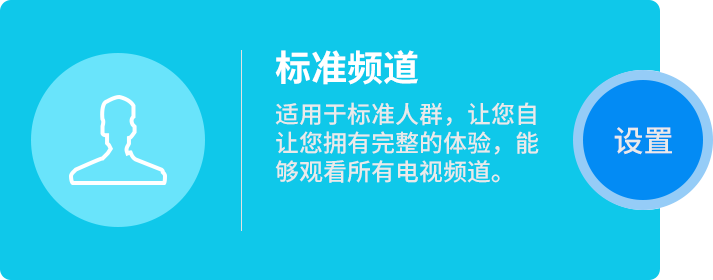 标准频道
适用于标准人群，让您自
让您拥有完整的体验，能
够观看所有电视频道。
设置